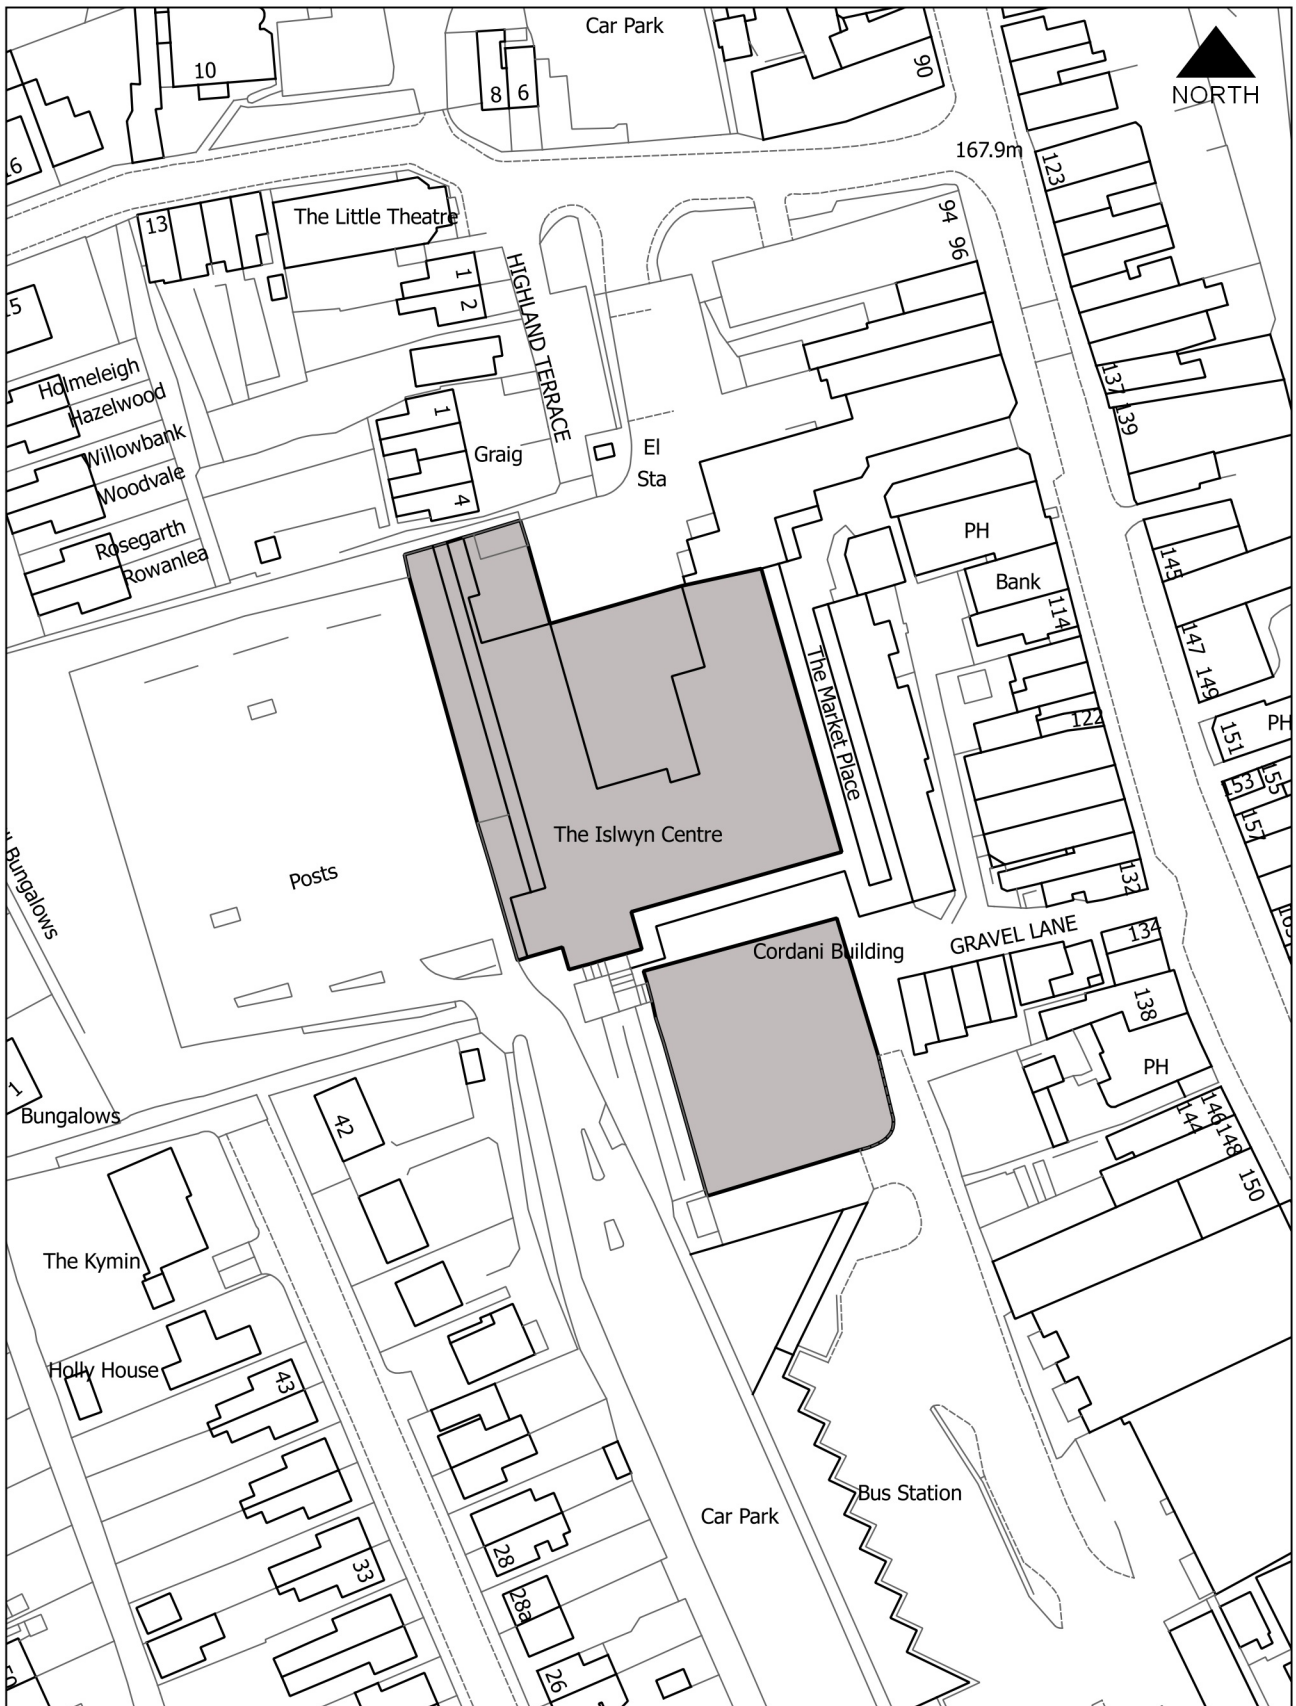 Car Park
10
8
6
90
NORTH
167.9m
123
13
The Little Theatre
94
96
1
2
HIGHLAND TERRACE
Holmeleigh
Hazelwood
Willowbank
Woodvale
Rosegarth
Rowanlea
1
Graig
4
El
Sta
137
139
PH
Bank
114
145
147
149
The Market Place
122
151
PH
153
155
157
The Islwyn Centre
Bungalows
Posts
132
134
GRAVEL LANE
Cordani Building
138
PH
1
Bungalows
42
144
146
148
150
The Kymin
Holly House
43
Bus Station
Car Park
33
28
28a
26